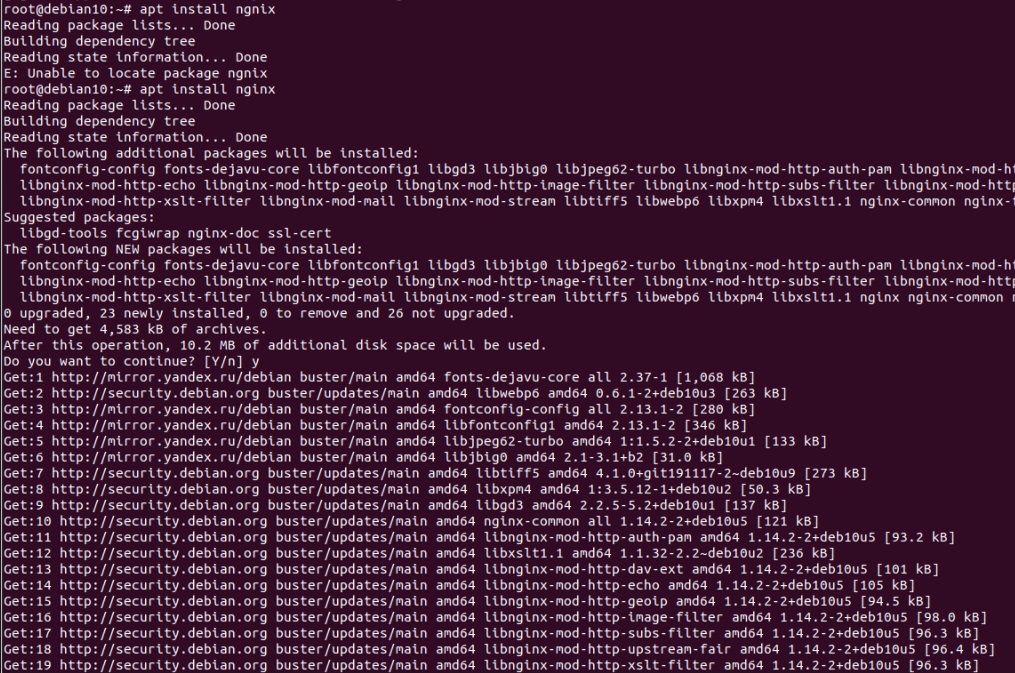 root@debian10:~# apt install ngnix
Reading package lists... Done
Building dependency tree
Reading state information... Done
E: Unable to locate package ngnix
root@debian10:~# apt install nginx
Reading package lists... Done
Building dependency tree
Reading state information... Done
The following additional packages will be installed:
  fontconfig-config fonts-dejavu-core libfontconfig1 libgd3 libjbig0 libjpeg62-turbo libnginx-mod-http-auth-pam libnginx-mod-ht
  libnginx-mod-http-echo libnginx-mod-http-geoip libnginx-mod-http-image-filter libnginx-mod-http-subs-filter libnginx-mod-http
  libnginx-mod-http-xslt-filter libnginx-mod-mail libnginx-mod-stream libtiff5 libwebp6 libxpm4 libxslt1.1 nginx-common nginx-f
Suggested packages:
  libgd-tools fcgiwrap nginx-doc ssl-cert
The following NEW packages will be installed:
  fontconfig-config fonts-dejavu-core libfontconfig1 libgd3 libjbig0 libjpeg62-turbo libnginx-mod-http-auth-pam libnginx-mod-ht
  libnginx-mod-http-echo libnginx-mod-http-geoip libnginx-mod-http-image-filter libnginx-mod-http-subs-filter libnginx-mod-http
  libnginx-mod-http-xslt-filter libnginx-mod-mail libnginx-mod-stream libtiff5 libwebp6 libxpm4 libxslt1.1 nginx nginx-common n
0 upgraded, 23 newly installed, 0 to remove and 26 not upgraded.
Need to get 4,583 kB of archives.
After this operation, 10.2 MB of additional disk space will be used.
Do you want to continue? [Y/n] y
Get:1 http://mirror.yandex.ru/debian buster/main amd64 fonts-dejavu-core all 2.37-1 [1,068 kB]
Get:2 http://security.debian.org buster/updates/main amd64 libwebp6 amd64 0.6.1-2+deb10u3 [263 kB]
Get:3 http://mirror.yandex.ru/debian buster/main amd64 fontconfig-config all 2.13.1-2 [280 kB]
Get:4 http://mirror.yandex.ru/debian buster/main amd64 libfontconfig1 amd64 2.13.1-2 [346 kB]
Get:5 http://mirror.yandex.ru/debian buster/main amd64 libjpeg62-turbo amd64 1:1.5.2-2+deb10u1 [133 kB]
Get:6 http://mirror.yandex.ru/debian buster/main amd64 libjbig0 amd64 2.1-3.1+b2 [31.0 kB]
Get:7 http://security.debian.org buster/updates/main amd64 libtiff5 amd64 4.1.0+git191117-2~deb10u9 [273 kB]
Get:8 http://security.debian.org buster/updates/main amd64 libxpm4 amd64 1:3.5.12-1+deb10u2 [50.3 kB]
Get:9 http://security.debian.org buster/updates/main amd64 libgd3 amd64 2.2.5-5.2+deb10u1 [137 kB]
Get:10 http://security.debian.org buster/updates/main amd64 nginx-common all 1.14.2-2+deb10u5 [121 kB]
Get:11 http://security.debian.org buster/updates/main amd64 libnginx-mod-http-auth-pam amd64 1.14.2-2+deb10u5 [93.2 kB]
Get:12 http://security.debian.org buster/updates/main amd64 libxslt1.1 amd64 1.1.32-2.2~deb10u2 [236 kB]
Get:13 http://security.debian.org buster/updates/main amd64 libnginx-mod-http-dav-ext amd64 1.14.2-2+deb10u5 [101 kB]
Get:14 http://security.debian.org buster/updates/main amd64 libnginx-mod-http-echo amd64 1.14.2-2+deb10u5 [105 kB]
Get:15 http://security.debian.org buster/updates/main amd64 libnginx-mod-http-geoip amd64 1.14.2-2+deb10u5 [94.5 kB]
Get:16 http://security.debian.org buster/updates/main amd64 libnginx-mod-http-image-filter amd64 1.14.2-2+deb10u5 [98.0 kB]
Get:17 http://security.debian.org buster/updates/main amd64 libnginx-mod-http-subs-filter amd64 1.14.2-2+deb10u5 [96.3 kB]
Get:18 http://security.debian.org buster/updates/main amd64 libnginx-mod-http-upstream-fair amd64 1.14.2-2+deb10u5 [96.4 kB]
Get:19 http://security.debian.org buster/updates/main amd64 libnginx-mod-http-xslt-filter amd64 1.14.2-2+deb10u5 [96.3 kB]